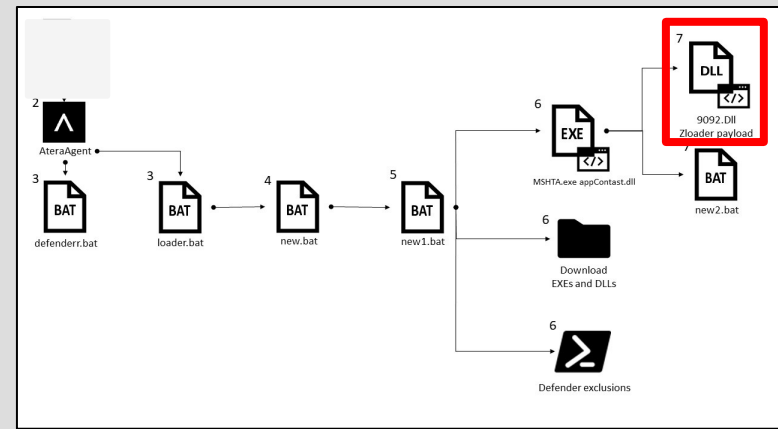 7
DLL
</>
9092.Dll
Zloader payload
6
EXE
</>
MSHTA.exe appContast.dll
7
BAT
new2.bat
2
AteraAgent
3
BAT
defenderr.bat
3
BAT
loader.bat
4
BAT
new.bat
5
BAT
new1.bat
6
Download
EXEs and DLLs
6
Defender exclusions